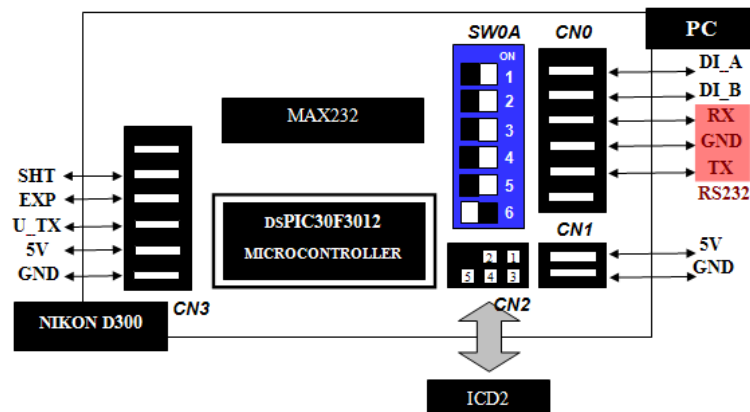 SW0A
CN0
PC
ON
1
2
3
4
5
6
DI_A
DI_B
RX
GND
TX
RS232
MAX232
SHT
EXP
U_TX
5V
GND
CN3
DSPIC30F3012
MICROCONTROLLER
CN1
5V
GND
2 1
5 4 3
CN2
NIKON D300
ICD2